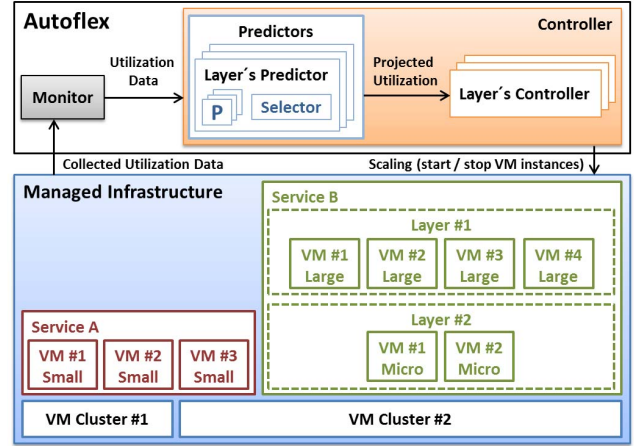 Autoflex
Controller
Predictors
Utilization
Data
Projected
Utilization
Layer´s Predictor
Monitor
P
Selector
Layer´s Controller
Collected Utilization Data
Scaling (start / stop VM instances)
Managed Infrastructure
Service B
Layer #1
VM #1
Large
VM #2
Large
VM #3
Large
VM #4
Large
Service A
VM #1
Small
VM #2
Small
VM #3
Small
Layer #2
VM #1
Micro
VM #2
Micro
VM Cluster #1
VM Cluster #2